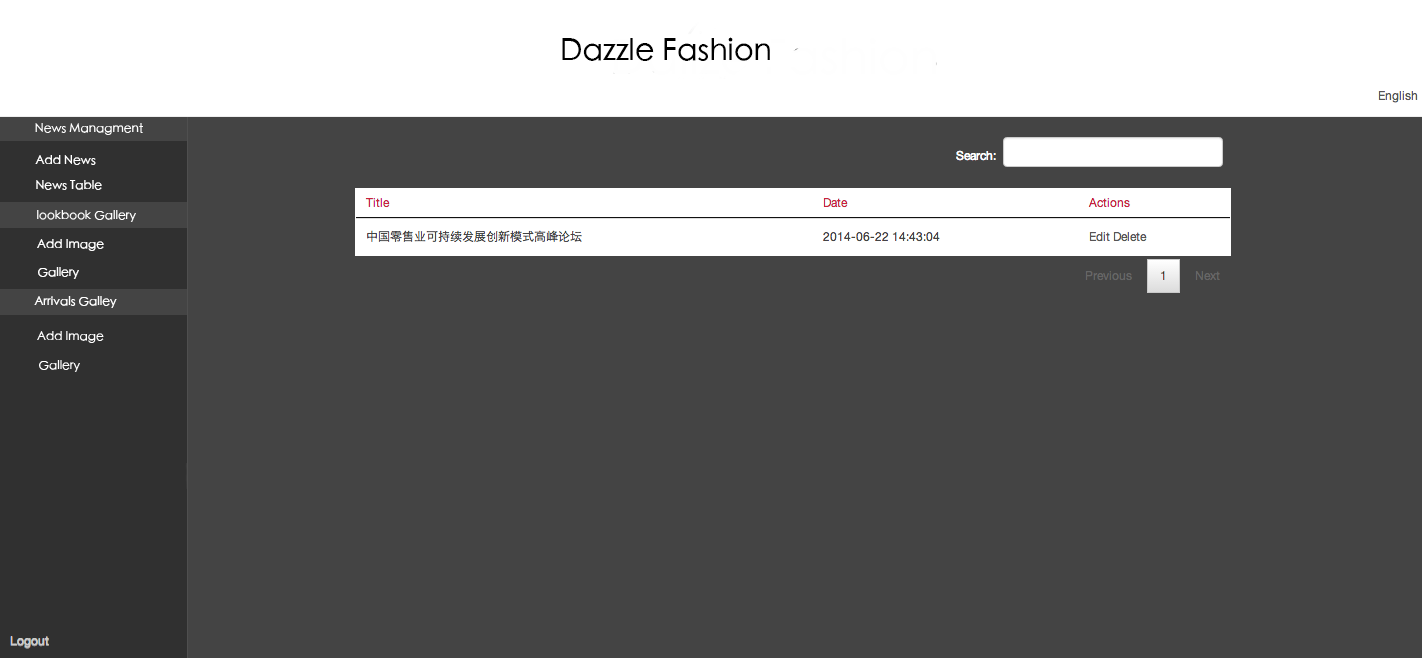 Dazzle Fashion
English
News Managment
Add News
News Table
lookbook Gallery
Add Image
Gallery
Arrivals Galley
Add Image
Gallery
Logout
Search:
Title Date Actions
中国零售业可持续发展创新模式高峰论坛 2014-06-22 14:43:04 Edit Delete
Previous 1 Next